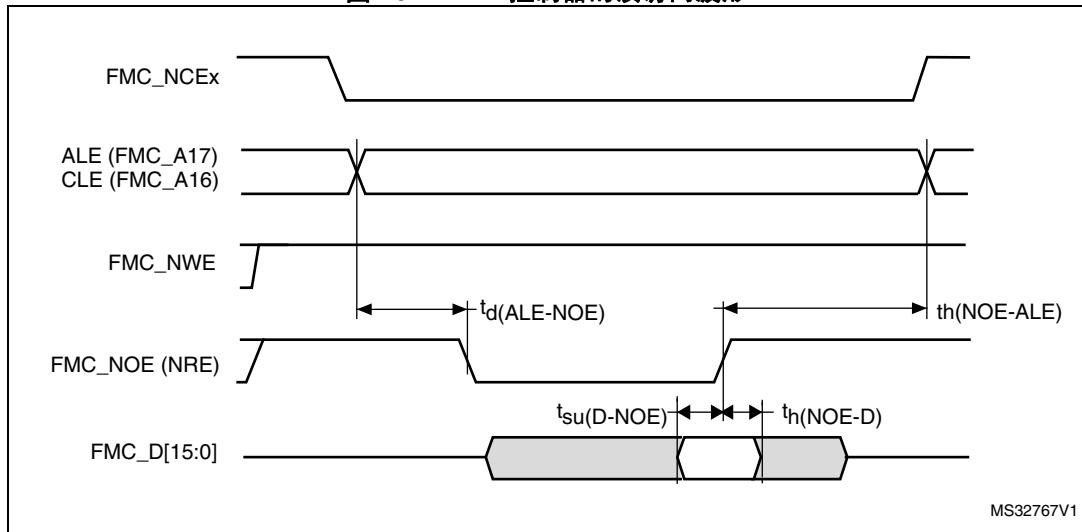 FMC_NCEx
ALE (FMC_A17)
CLE (FMC_A16)
FMC_NWE
td(ALE-NOE)
th(NOE-ALE)
FMC_NOE (NRE)
tsu(D-NOE)
th(NOE-D)
FMC_D[15:0]
MS32767V1